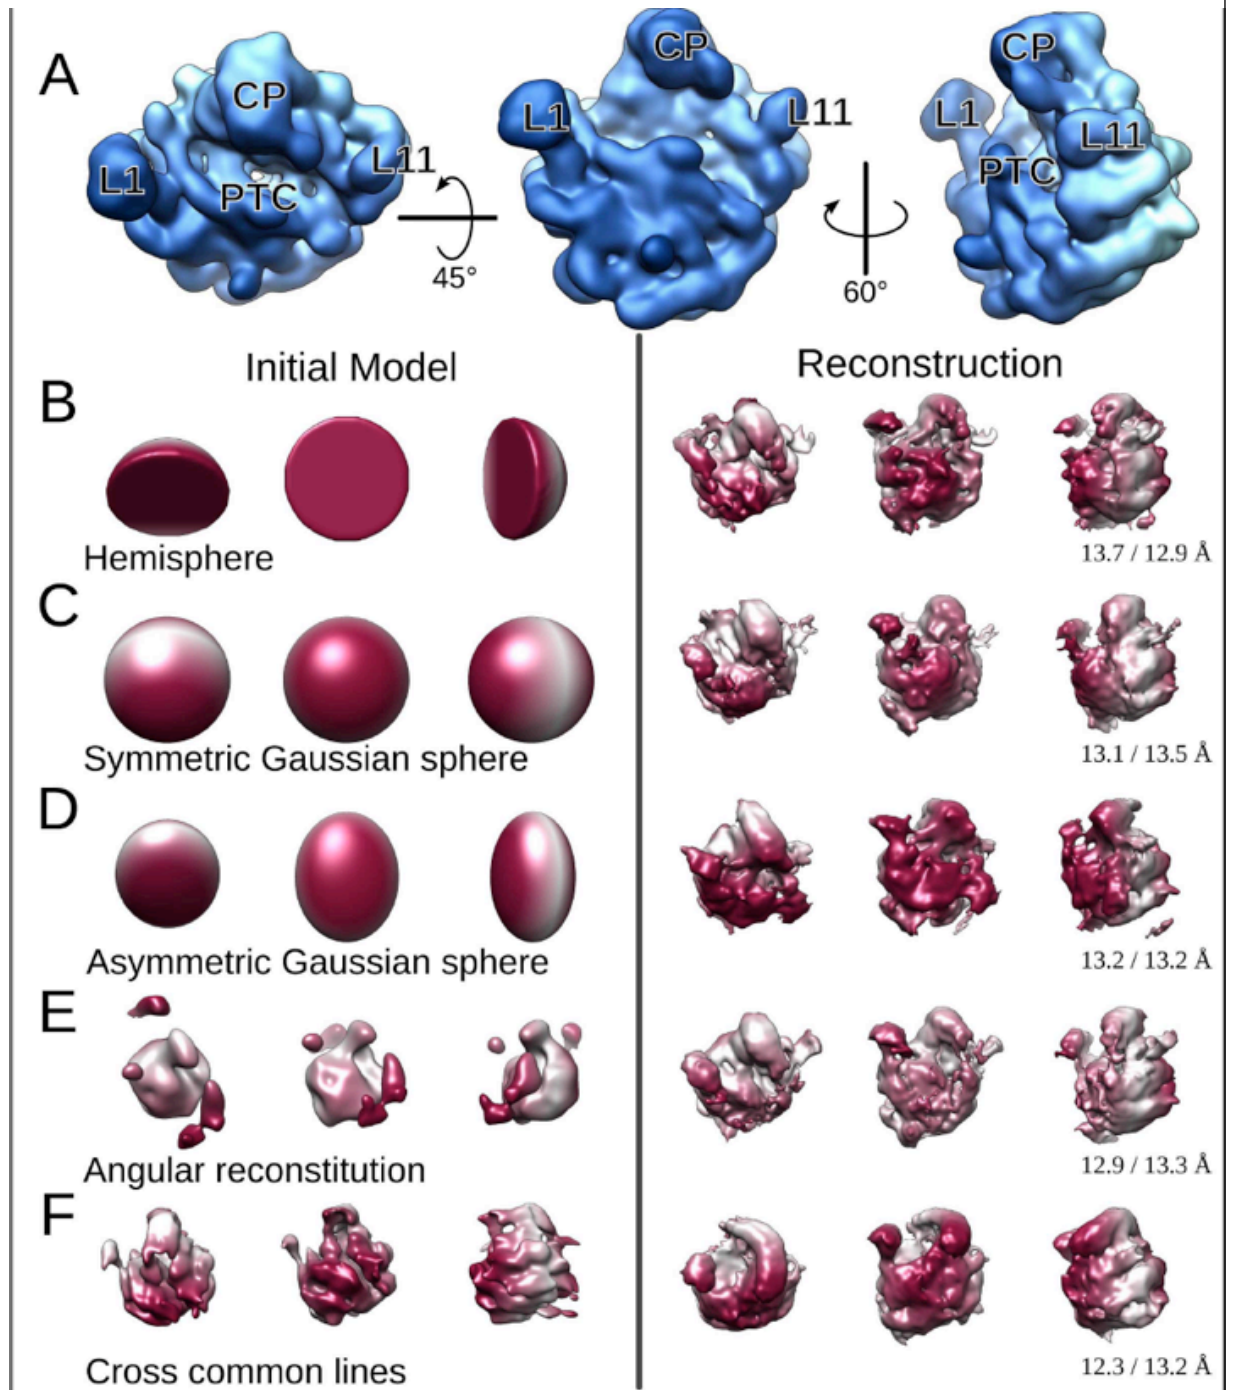 A
CP
L1
L11
PTC
45°
CP
L1
L11
60°
CP
L1
L11
PTC
Initial Model
Reconstruction
B
Hemisphere
13.7 / 12.9 Å
C
Symmetric Gaussian sphere
13.1 / 13.5 Å
D
Asymmetric Gaussian sphere
13.2 / 13.2 Å
E
Angular reconstitution
12.9 / 13.3 Å
F
Cross common lines
12.3 / 13.2 Å